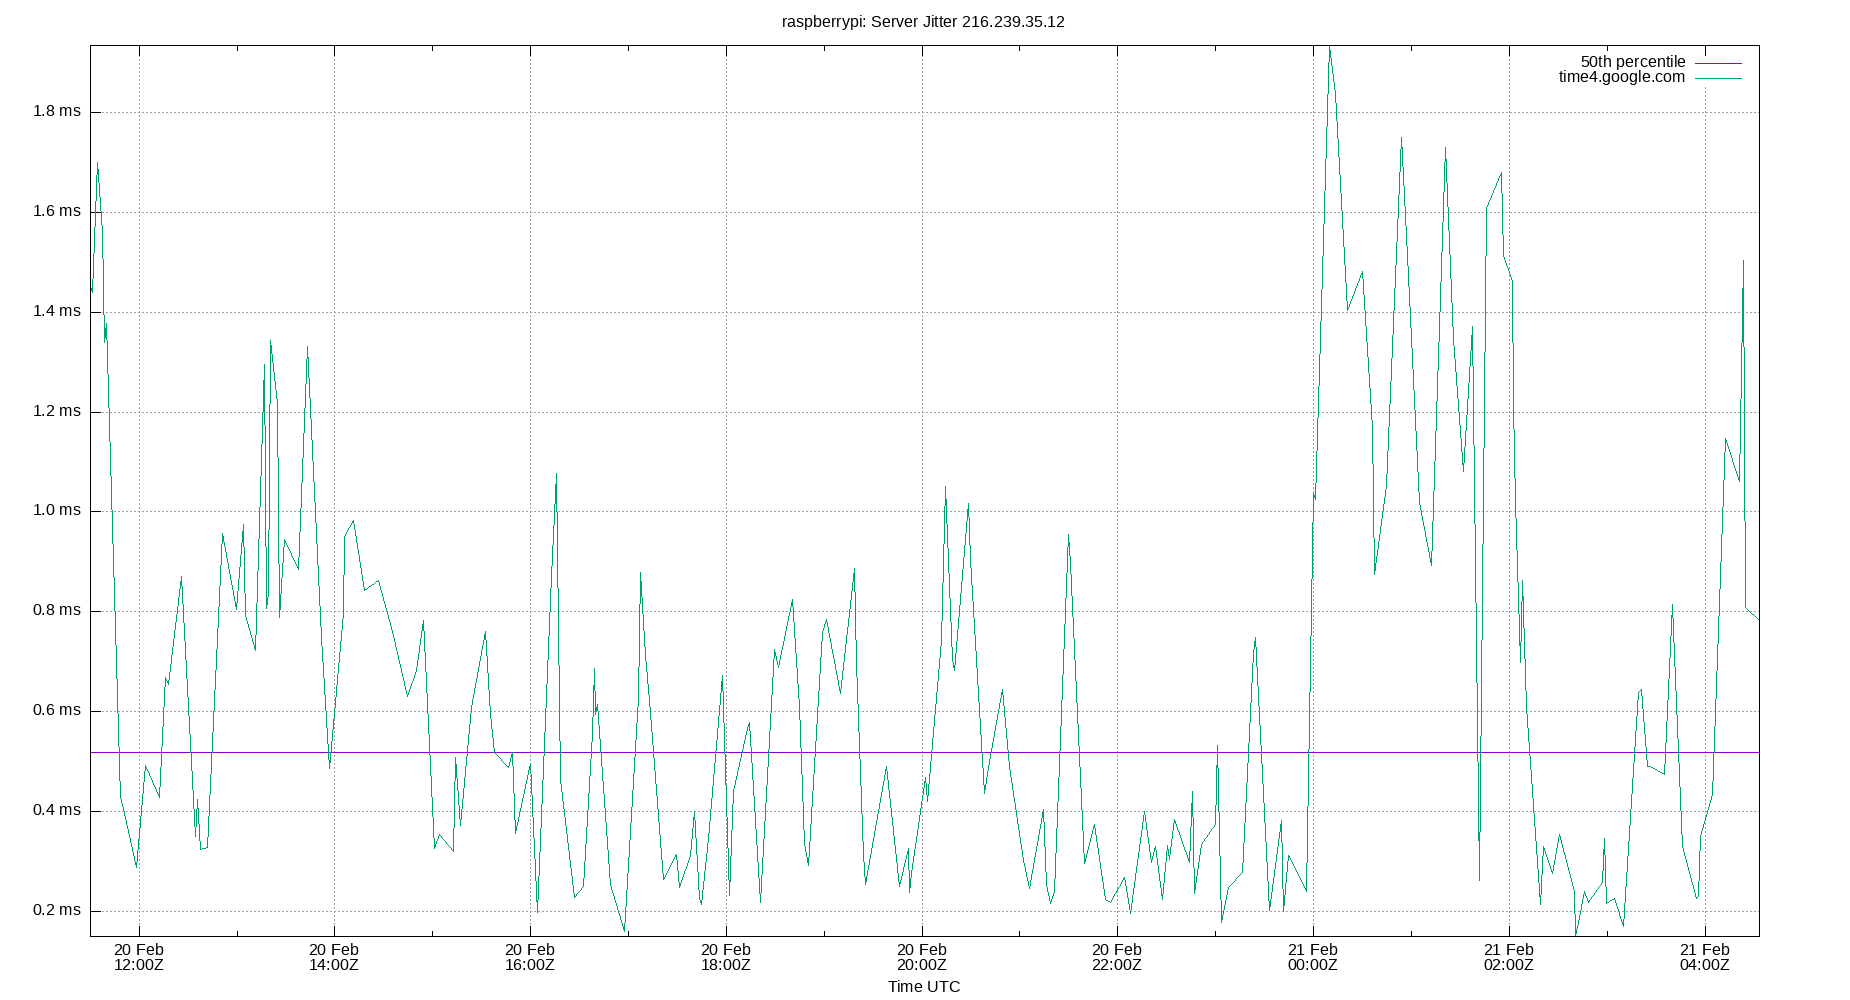 raspberrypi: Server Jitter 216.239.35.12
50th percentile
time4.google.com
1.8 ms
1.6 ms
1.4 ms
1.2 ms
1.0 ms
0.8 ms
0.6 ms
0.4 ms
0.2 ms
20 Feb 20 Feb 20 Feb 20 Feb 20 Feb 20 Feb 21 Feb 21 Feb 21 Feb
12:00Z 14:00Z 16:00Z 18:00Z 20:00Z 22:00Z 00:00Z 02:00Z 04:00Z
Time UTC